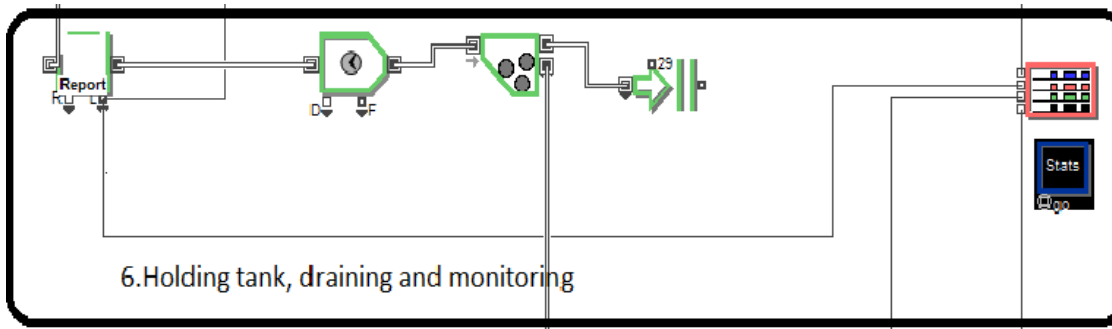 29
Report
R L
D F
Stats
go
6.Holding tank, draining and monitoring